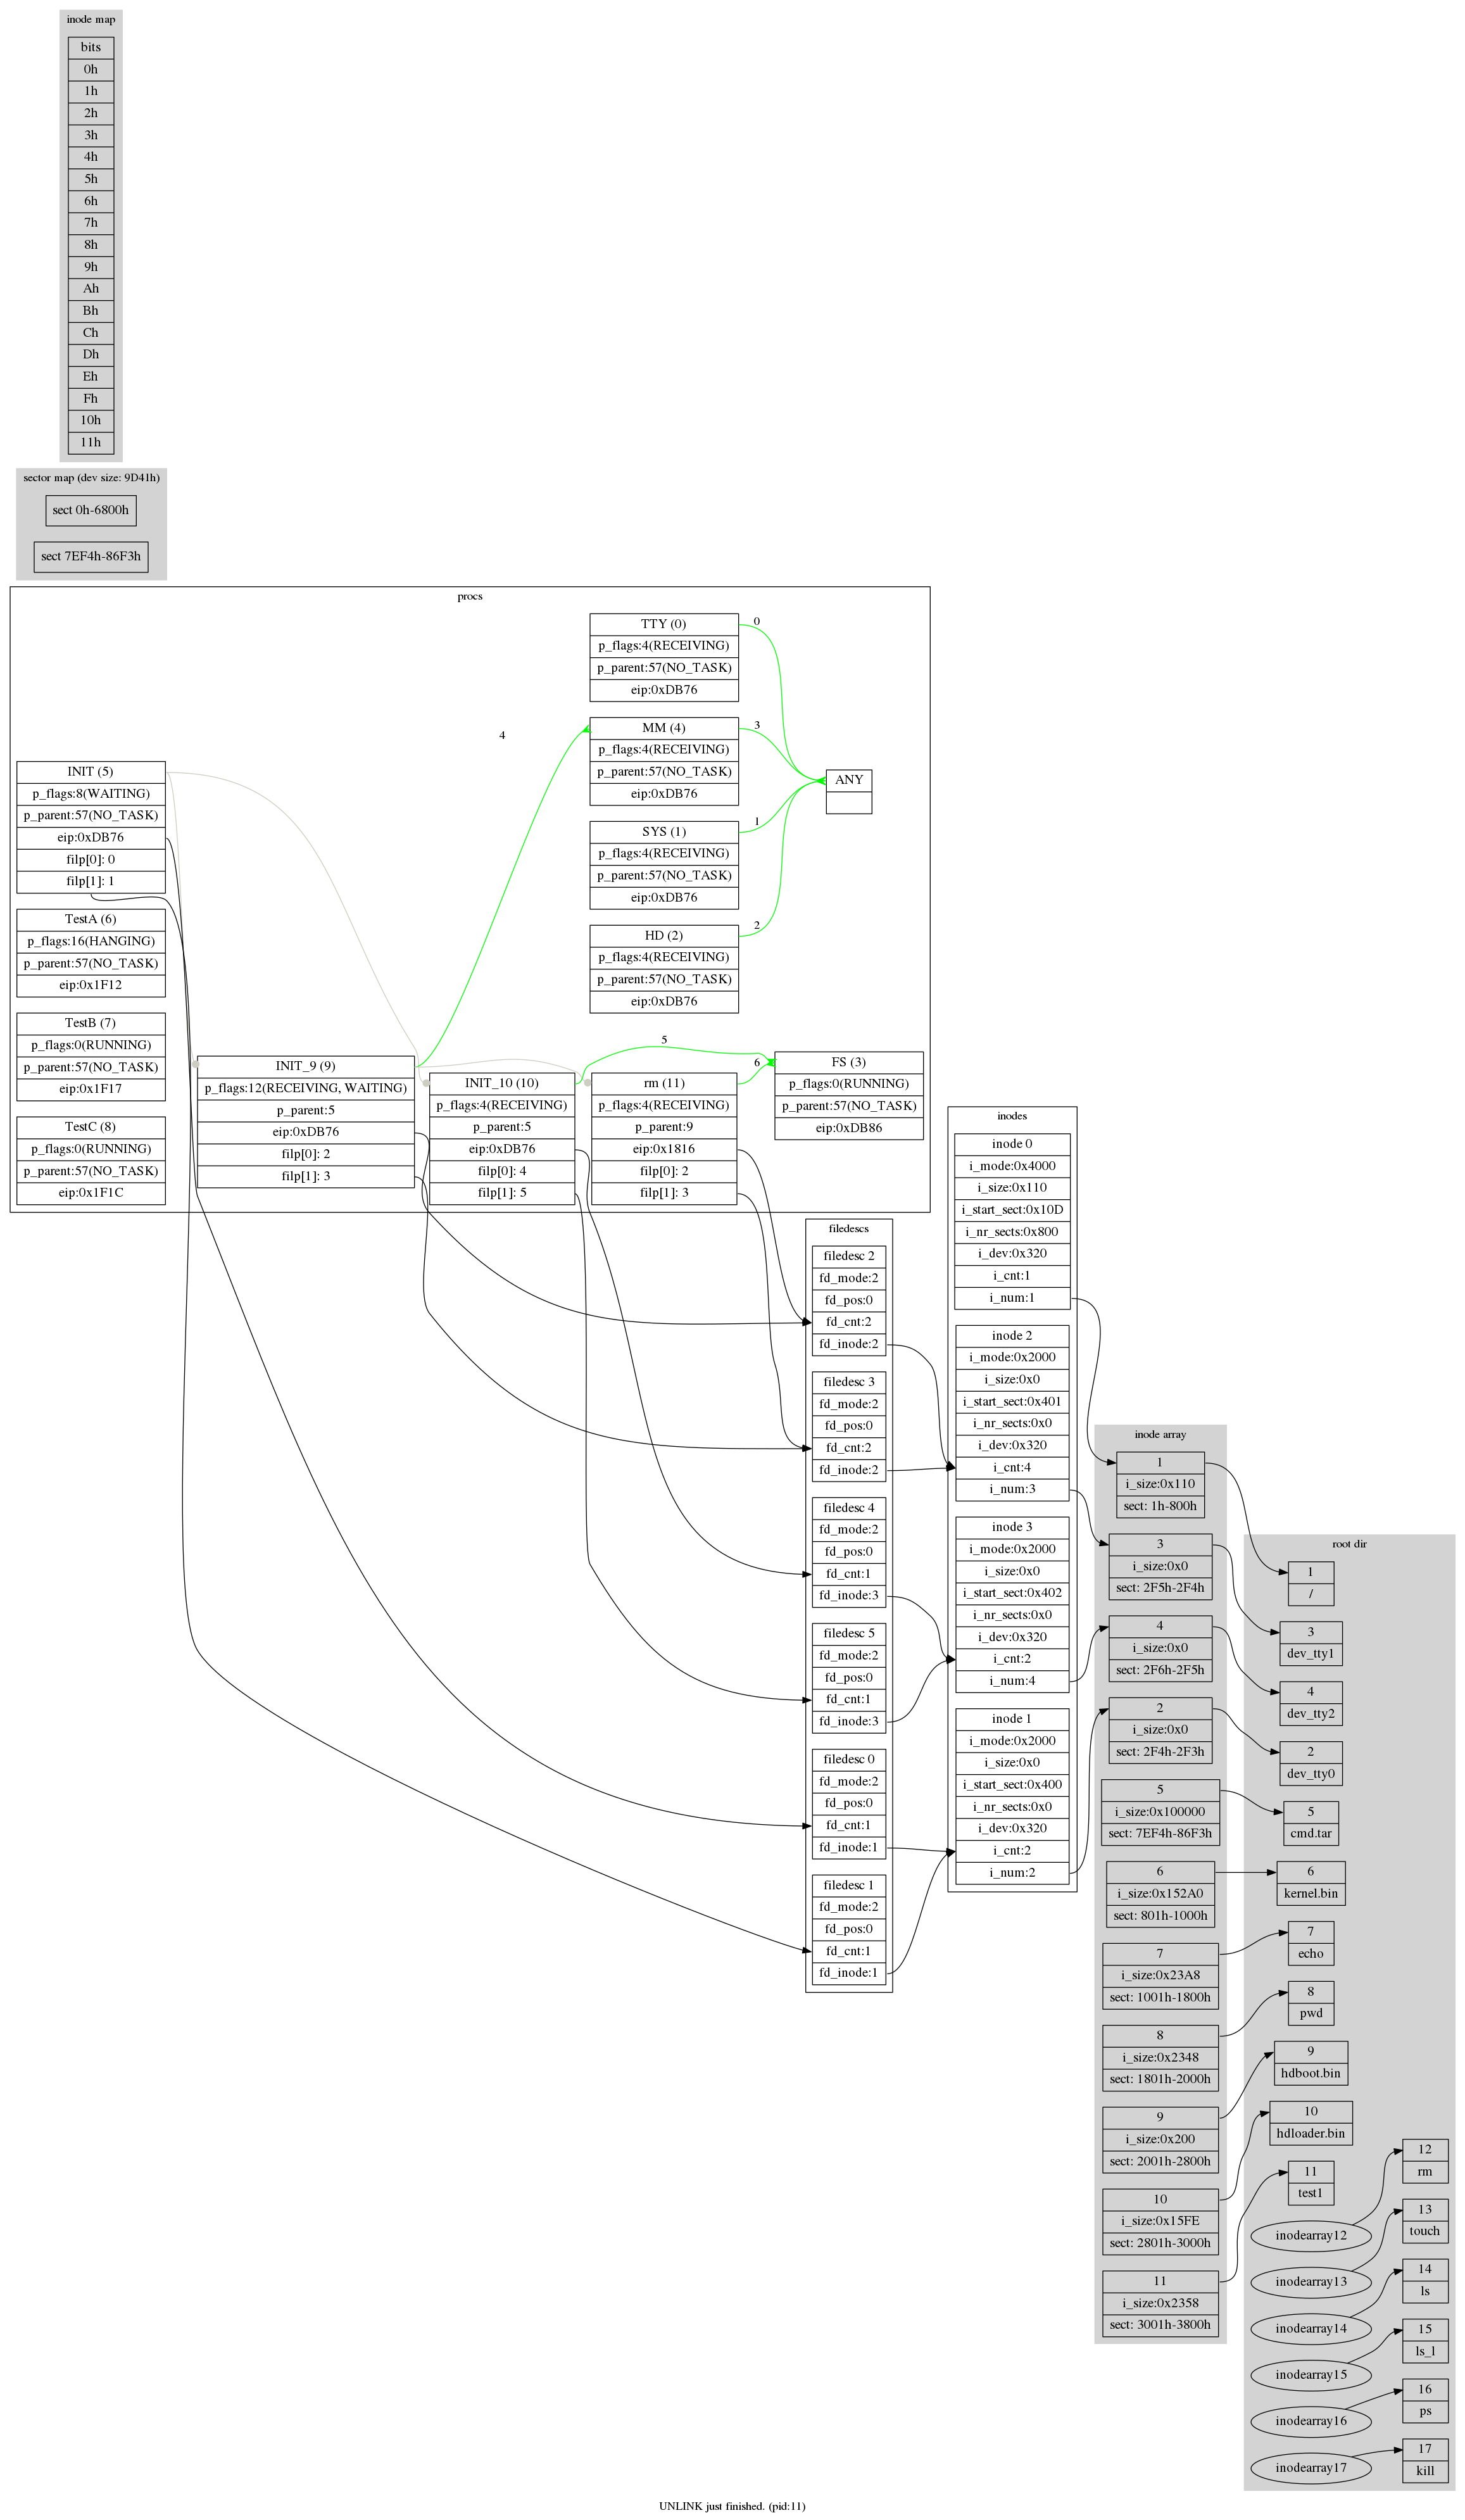 inode map
bits
0h
1h
2h
3h
4h
5h
6h
7h
8h
9h
Ah
Bh
Ch
Dh
Eh
Fh
10h
11h
sector map (dev size: 9D41h)
sect 0h-6800h
sect 7EF4h-86F3h
procs
TTY (0)
p_flags:4(RECEIVING)
p_parent:57(NO_TASK)
eip:0xDB76
0
MM (4)
p_flags:4(RECEIVING)
p_parent:57(NO_TASK)
eip:0xDB76
3
4
SYS (1)
p_flags:4(RECEIVING)
p_parent:57(NO_TASK)
eip:0xDB76
1
HD (2)
p_flags:4(RECEIVING)
p_parent:57(NO_TASK)
eip:0xDB76
2
ANY
INIT (5)
p_flags:8(WAITING)
p_parent:57(NO_TASK)
eip:0xDB76
filp[0]: 0
filp[1]: 1
TestA (6)
p_flags:16(HANGING)
p_parent:57(NO_TASK)
eip:0x1F12
TestB (7)
p_flags:0(RUNNING)
p_parent:57(NO_TASK)
eip:0x1F17
TestC (8)
p_flags:0(RUNNING)
p_parent:57(NO_TASK)
eip:0x1F1C
INIT_9 (9)
p_flags:12(RECEIVING, WAITING)
p_parent:5
eip:0xDB76
filp[0]: 2
filp[1]: 3
INIT_10 (10)
p_flags:4(RECEIVING)
p_parent:5
eip:0xDB76
filp[0]: 4
filp[1]: 5
5
rm (11)
p_flags:4(RECEIVING)
p_parent:9
eip:0x1816
filp[0]: 2
filp[1]: 3
6
FS (3)
p_flags:0(RUNNING)
p_parent:57(NO_TASK)
eip:0xDB86
filedescs
filedesc 2
fd_mode:2
fd_pos:0
fd_cnt:2
fd_inode:2
filedesc 3
fd_mode:2
fd_pos:0
fd_cnt:2
fd_inode:2
filedesc 4
fd_mode:2
fd_pos:0
fd_cnt:1
fd_inode:3
filedesc 5
fd_mode:2
fd_pos:0
fd_cnt:1
fd_inode:3
filedesc 0
fd_mode:2
fd_pos:0
fd_cnt:1
fd_inode:1
filedesc 1
fd_mode:2
fd_pos:0
fd_cnt:1
fd_inode:1
inodes
inode 0
i_mode:0x4000
i_size:0x110
i_start_sect:0x10D
i_nr_sects:0x800
i_dev:0x320
i_cnt:1
i_num:1
inode 2
i_mode:0x2000
i_size:0x0
i_start_sect:0x401
i_nr_sects:0x0
i_dev:0x320
i_cnt:4
i_num:3
inode 3
i_mode:0x2000
i_size:0x0
i_start_sect:0x402
i_nr_sects:0x0
i_dev:0x320
i_cnt:2
i_num:4
inode 1
i_mode:0x2000
i_size:0x0
i_start_sect:0x400
i_nr_sects:0x0
i_dev:0x320
i_cnt:2
i_num:2
inode array
1
i_size:0x110
sect: 1h-800h
3
i_size:0x0
sect: 2F5h-2F4h
4
i_size:0x0
sect: 2F6h-2F5h
2
i_size:0x0
sect: 2F4h-2F3h
5
i_size:0x100000
sect: 7EF4h-86F3h
6
i_size:0x152A0
sect: 801h-1000h
7
i_size:0x23A8
sect: 1001h-1800h
8
i_size:0x2348
sect: 1801h-2000h
9
i_size:0x200
sect: 2001h-2800h
10
i_size:0x15FE
sect: 2801h-3000h
11
i_size:0x2358
sect: 3001h-3800h
root dir
1
/
3
dev_tty1
4
dev_tty2
2
dev_tty0
5
cmd.tar
6
kernel.bin
7
echo
8
pwd
9
hdboot.bin
10
hdloader.bin
11
test1
inodearray12
inodearray13
inodearray14
inodearray15
inodearray16
inodearray17
12
rm
13
touch
14
ls
15
ls_l
16
ps
17
kill
UNLINK just finished. (pid:11)